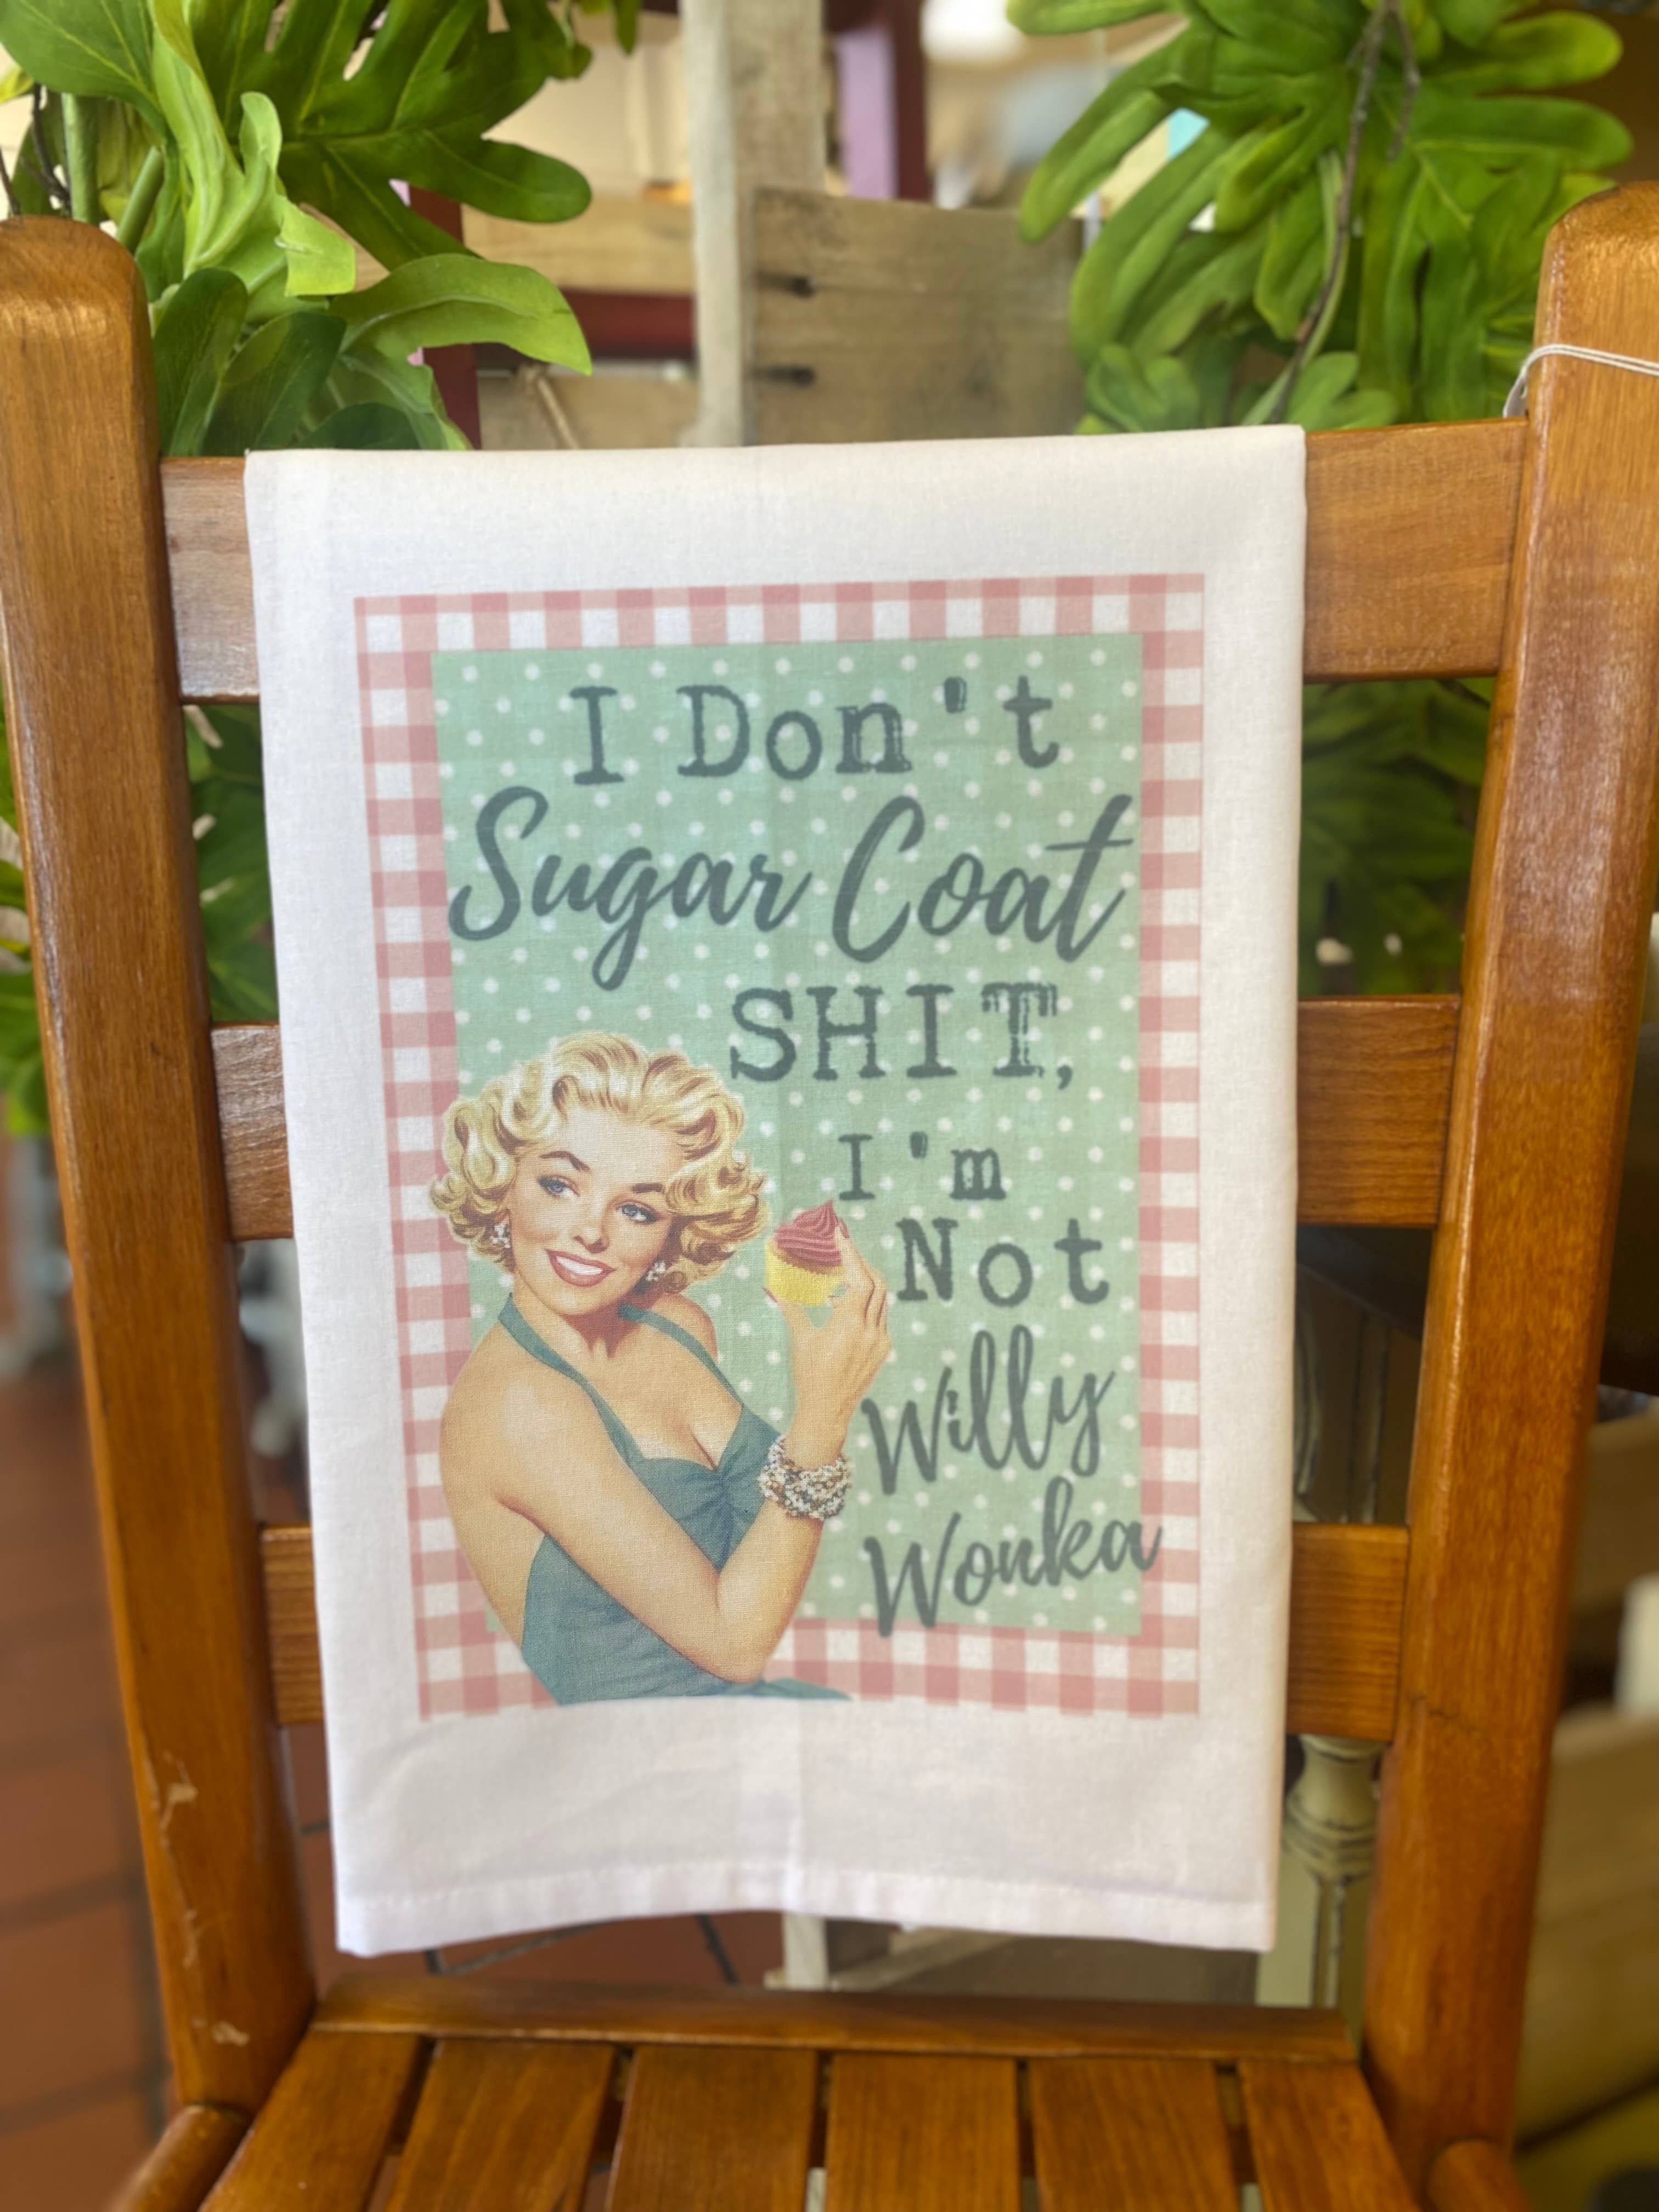 I Don't
Sugar Coat
SHIT,
I'm
Not
Willy
Wonka